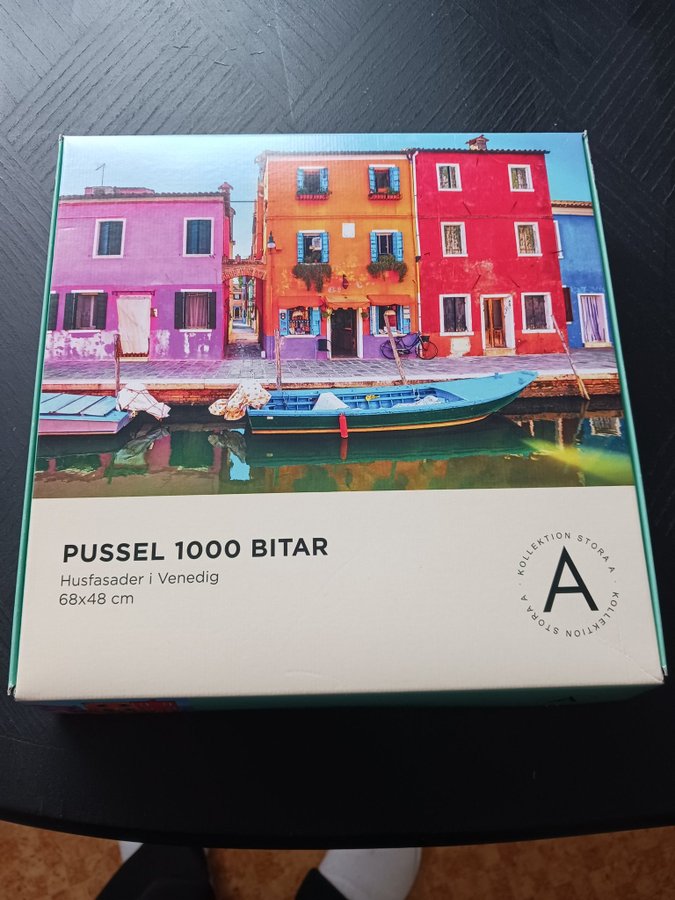 PUSSEL 1000 BITAR
Husfasader i Venedig
68x48 cm
KOLLEKTION STORA A · KOLLEKTION STORA A ·
A